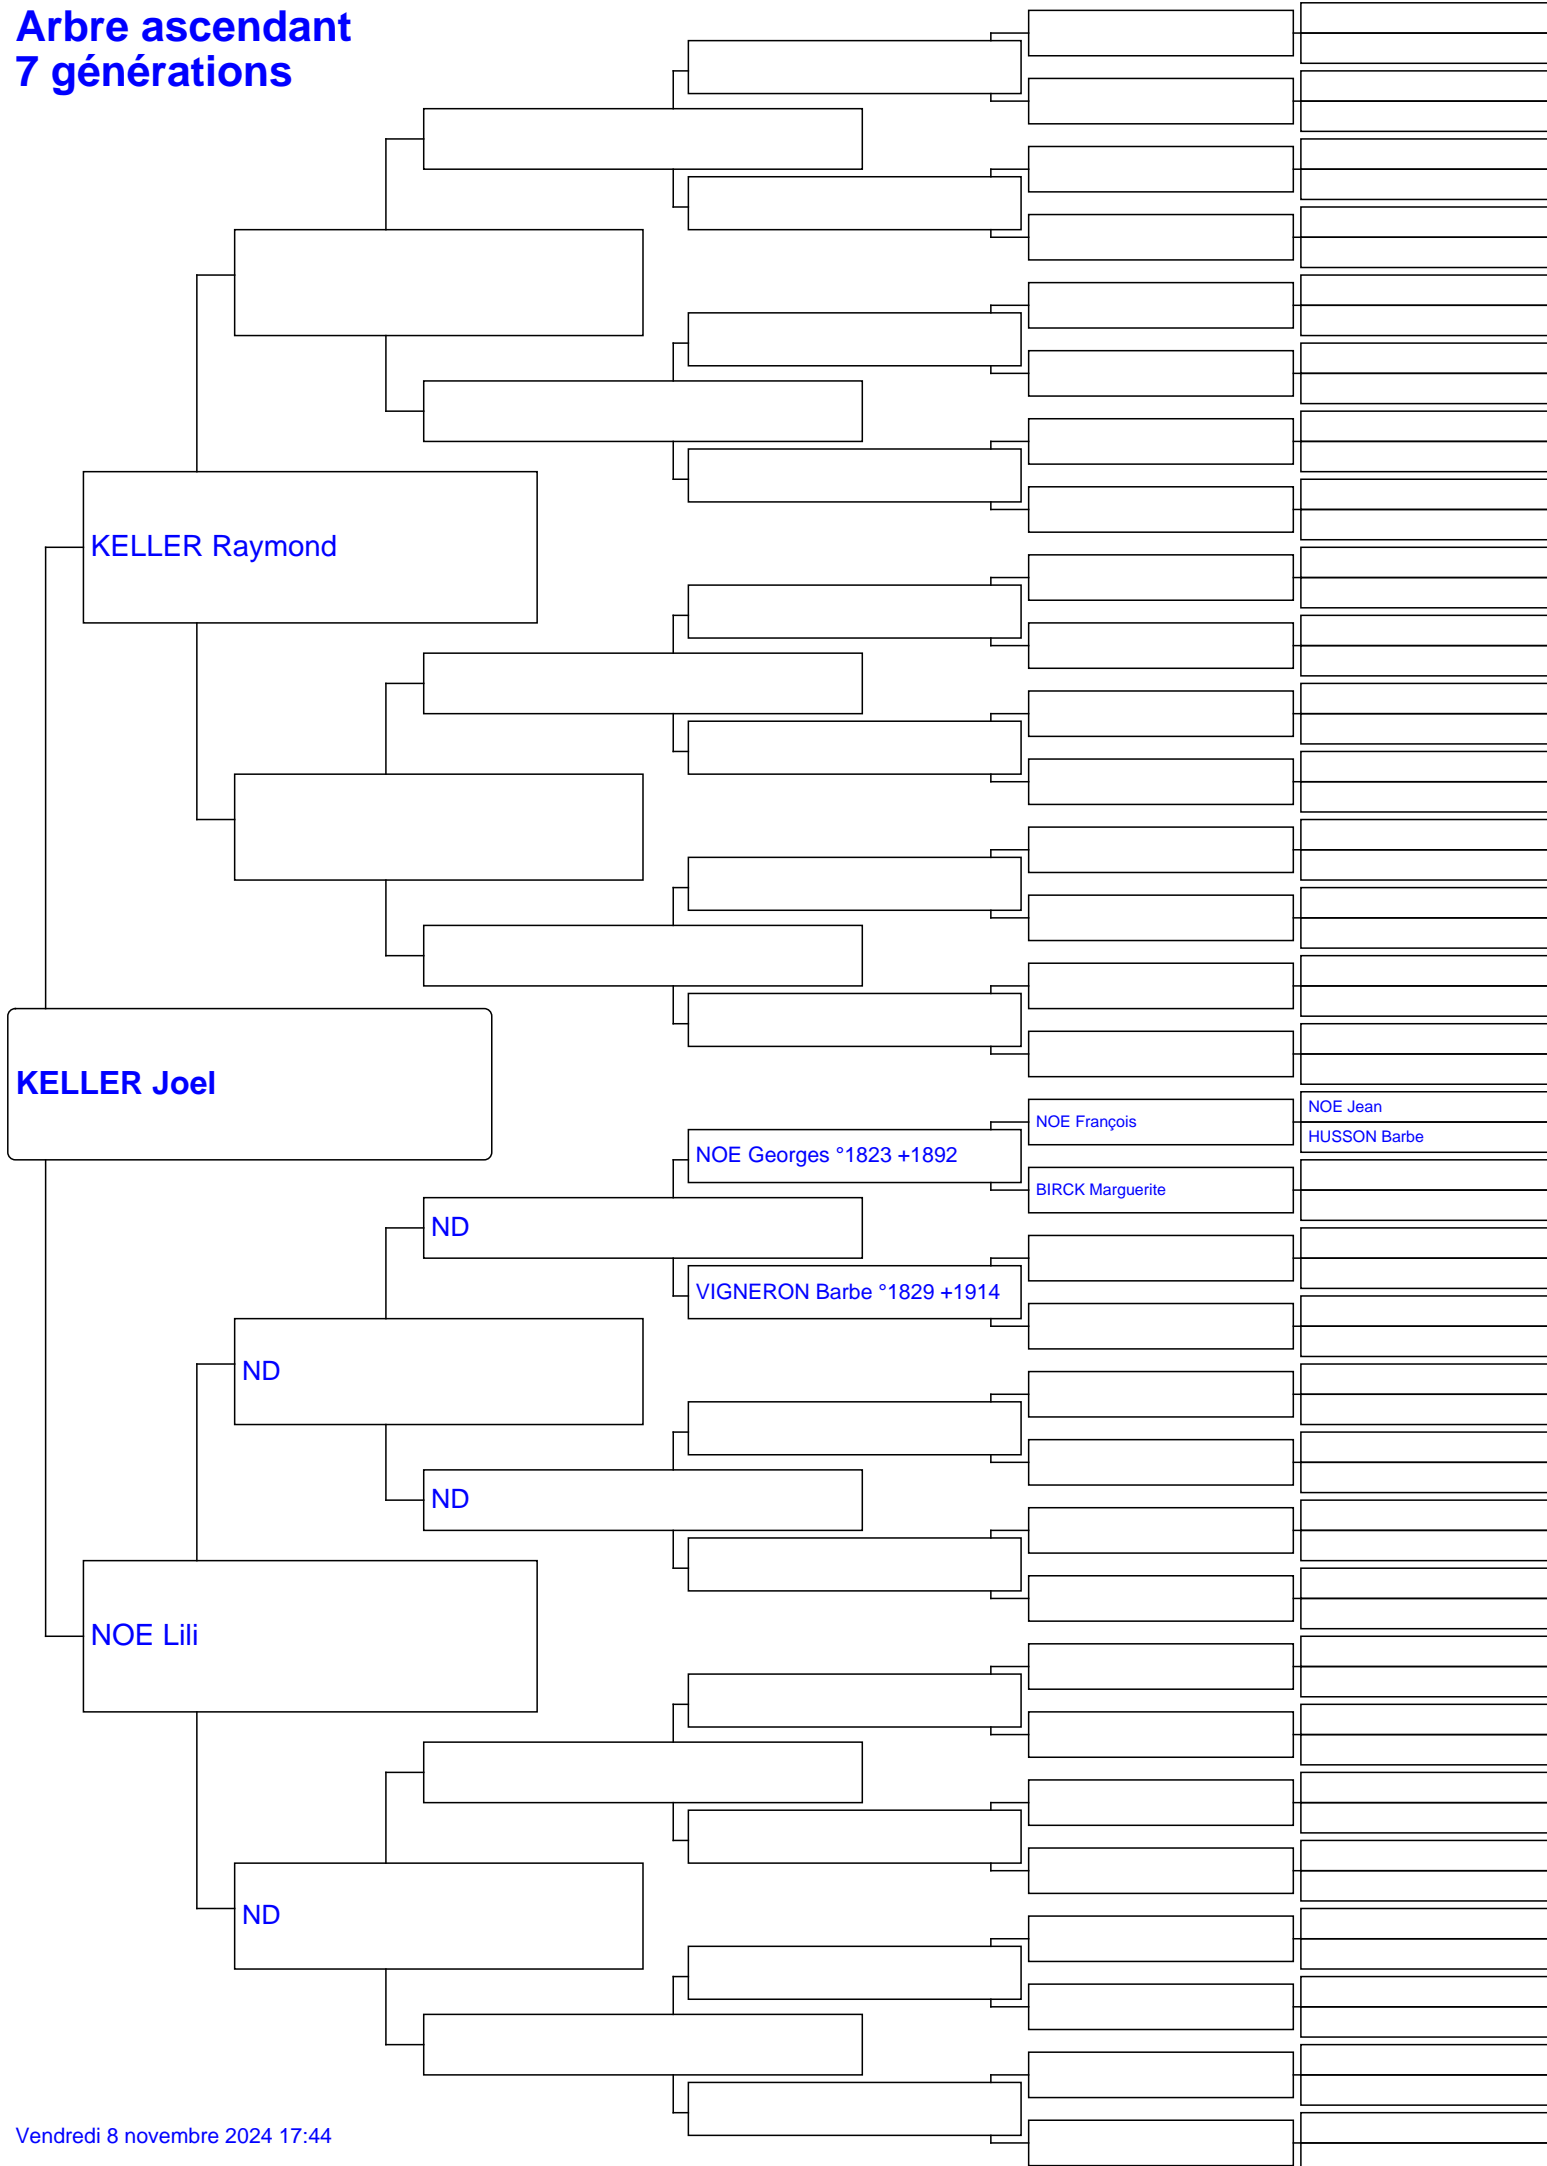 Arbre ascendant
7 générations
KELLER Raymond
KELLER Joel
NOE Jean
NOE François
HUSSON Barbe
NOE Georges °1823 +1892
BIRCK Marguerite
ND
VIGNERON Barbe °1829 +1914
ND
ND
NOE Lili
ND
Vendredi 8 novembre 2024 17:44